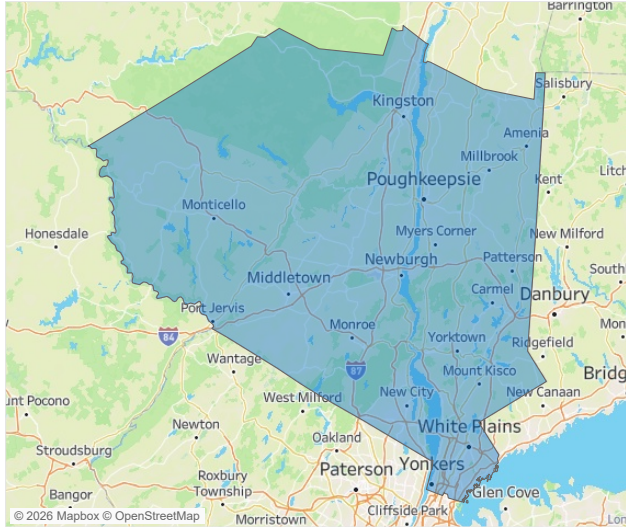 Barrington
Salisbury
Kingston
Amenia
Millbrook
Litch
Poughkeepsie
Kent
Monticello
Myers Corner
Honesdale
New Milford
Newburgh
Patterson
South
Middletown
Carmel
Danbury
Port Jervis
84
Monroe
Mon
Yorktown
Ridgefield
Wantage
87
Mount Kisco
Bridg
unt Pocono
West Milford
New City
New Canaan
Newton
White Plains
Oakland
Stroudsburg
Paterson
Yonkers
Roxbury
Township
Bangor
Glen Cove
Cliffside Park
Morristown
© 2026 Mapbox © OpenStreetMap
Lon